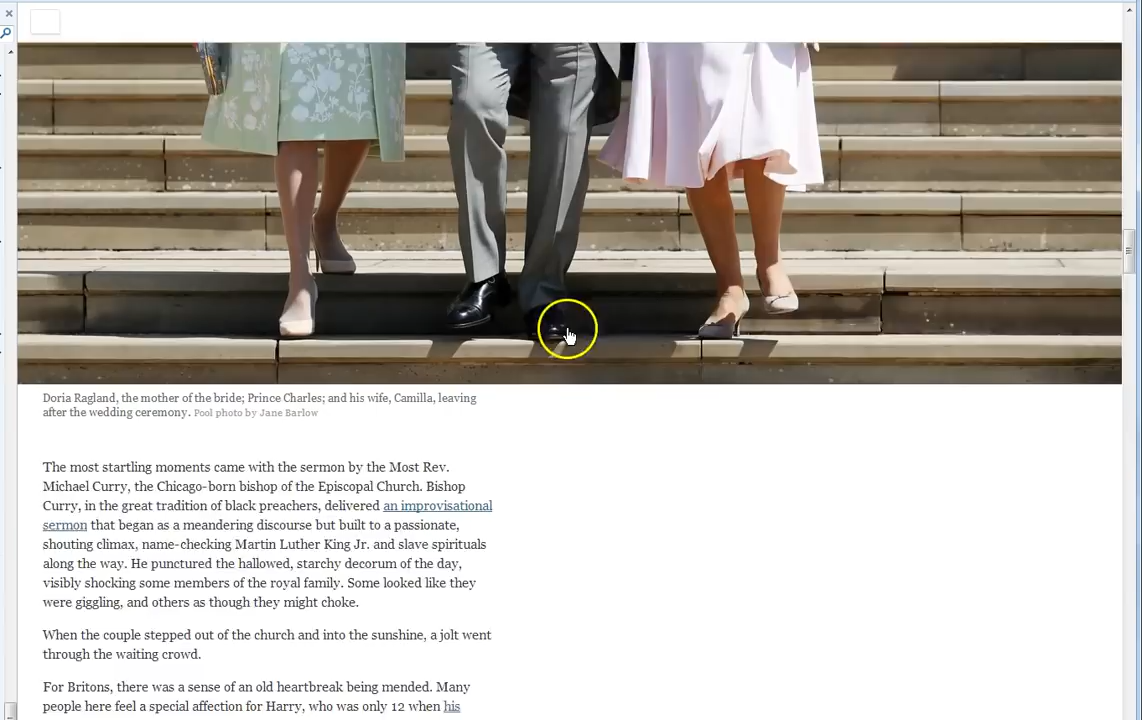 Doria Ragland, the mother of the bride; Prince Charles; and his wife, Camilla, leaving
after the wedding ceremony. Pool photo by Jane Barlow
The most startling moments came with the sermon by the Most Rev.
Michael Curry, the Chicago-born bishop of the Episcopal Church. Bishop
Curry, in the great tradition of black preachers, delivered an improvisational
sermon that began as a meandering discourse but built to a passionate,
shouting climax, name-checking Martin Luther King Jr. and slave spirituals
along the way. He punctured the hallowed, starchy decorum of the day,
visibly shocking some members of the royal family. Some looked like they
were giggling, and others as though they might choke.
When the couple stepped out of the church and into the sunshine, a jolt went
through the waiting crowd.
For Britons, there was a sense of an old heartbreak being mended. Many
people here feel a special affection for Harry, who was only 12 when his